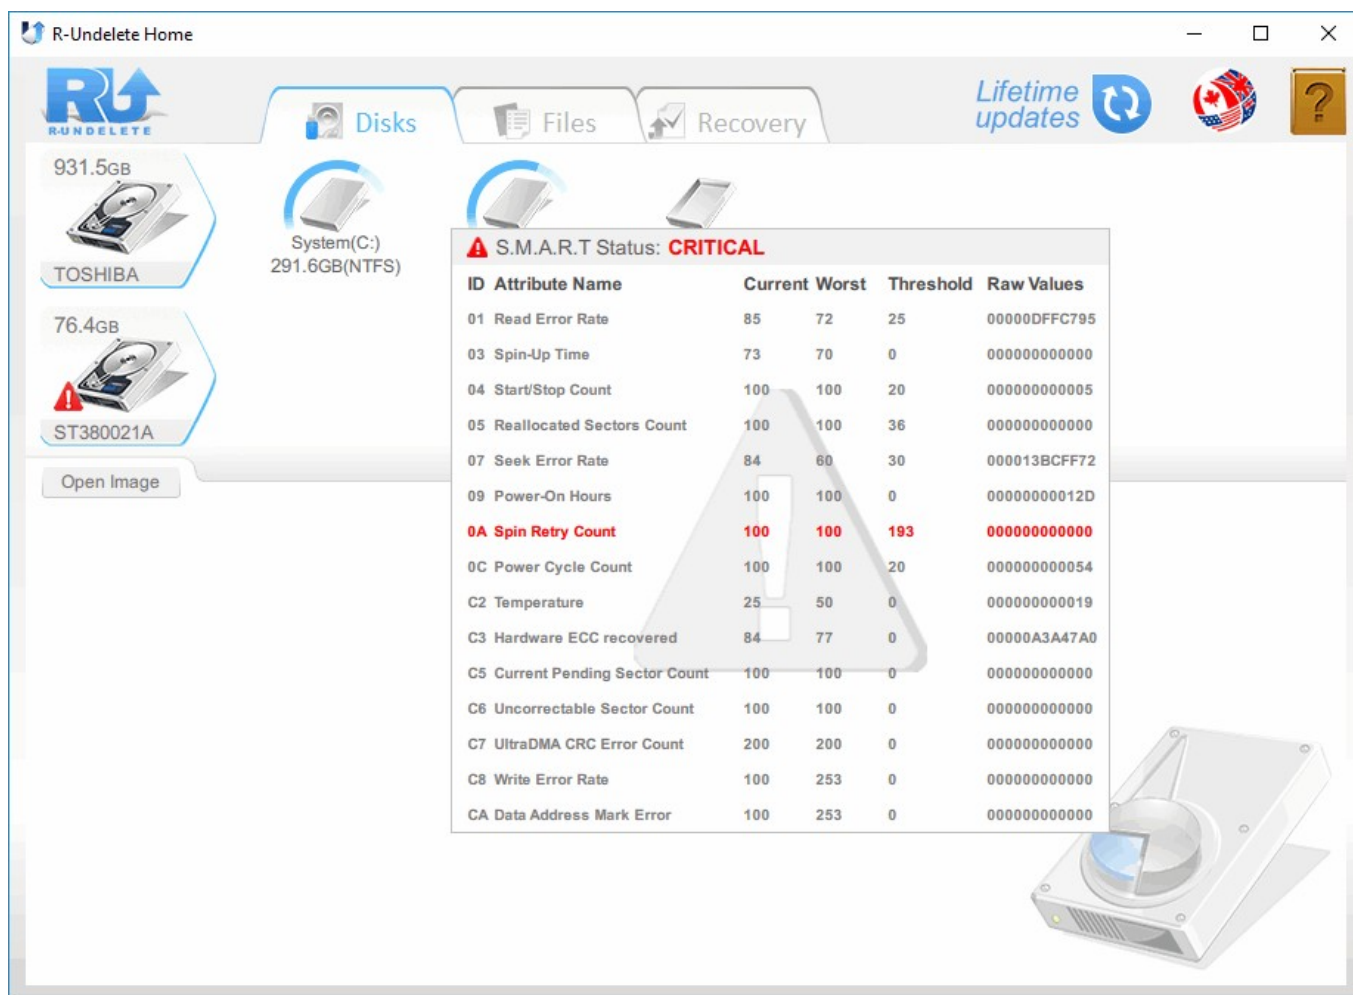 R-Undelete Home
R-UNDELETE
Disks
Files
Recovery
Lifetime
updates
931.5GB
TOSHIBA
System(C:)
291.6GB(NTFS)
76.4GB
ST380021A
Open Image
S.M.A.R.T Status: CRITICAL
ID Attribute Name Current Worst Threshold Raw Values
01 Read Error Rate 85 72 25 00000DFFC795
03 Spin-Up Time 73 70 0 000000000000
04 Start/Stop Count 100 100 20 000000000005
05 Reallocated Sectors Count 100 100 36 000000000000
07 Seek Error Rate 84 60 30 000013BCFF72
09 Power-On Hours 100 100 0 00000000012D
0A Spin Retry Count 100 100 193 000000000000
0C Power Cycle Count 100 100 20 000000000054
C2 Temperature 25 50 0 000000000019
C3 Hardware ECC recovered 84 77 0 00000A3A47A0
C5 Current Pending Sector Count 100 100 0 000000000000
C6 Uncorrectable Sector Count 100 100 0 000000000000
C7 UltraDMA CRC Error Count 200 200 0 000000000000
C8 Write Error Rate 100 253 0 000000000000
CA Data Address Mark Error 100 253 0 000000000000